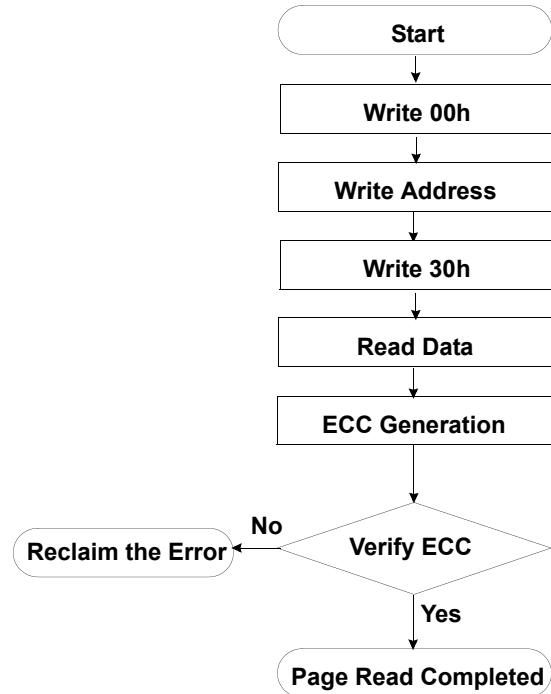 Start
Write 00h
Write Address
Write 30h
Read Data
ECC Generation
No
Reclaim the Error
Verify ECC
Yes
Page Read Completed